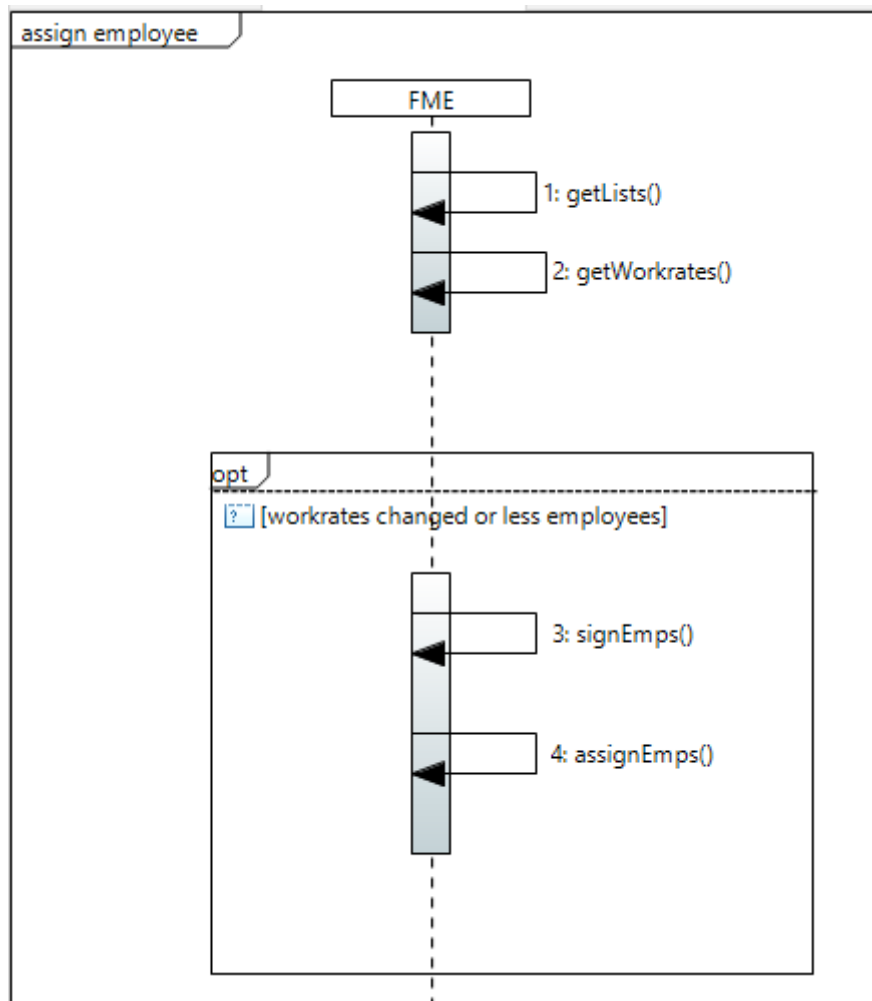 assign employee
FME
1: getLists()
2: getWorkrates()
opt
? [workrates changed or less employees]
3: signEmps()
4: assignEmps()